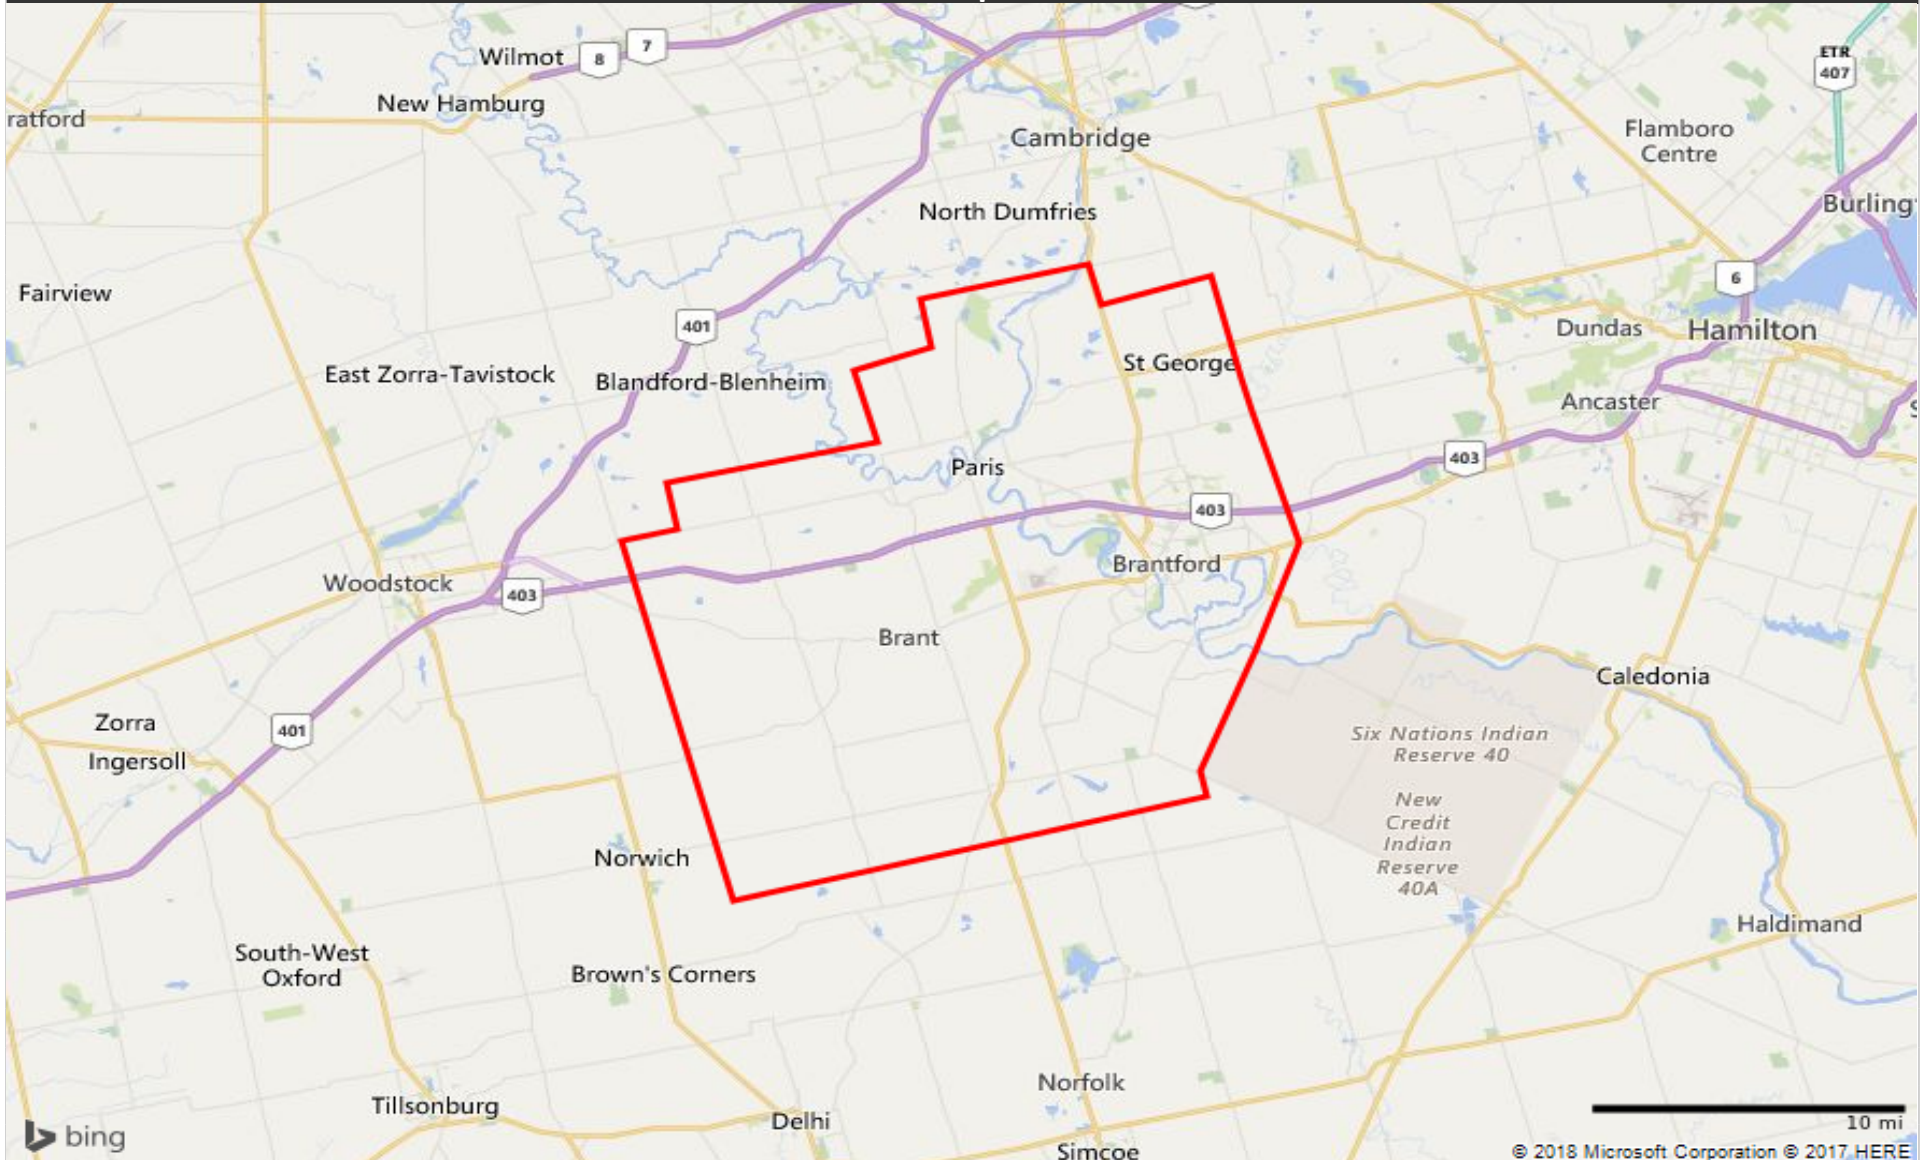 Wilmot
8
7
ETR
407
New Hamburg
ratford
Cambridge
Flamboro
Centre
North Dumfries
Burling
Fairview
6
401
Dundas
Hamilton
St George
East Zorra-Tavistock
Blandford-Blenheim
Ancaster
403
Paris
403
Brantford
Woodstock
403
Brant
Caledonia
Zorra
401
Six Nations Indian
Reserve 40
Ingersoll
New
Credit
Indian
Reserve
40A
Norwich
Haldimand
South-West
Oxford
Brown's Corners
Norfolk
Tillsonburg
Delhi
10 mi
bing
Simcoe
© 2018 Microsoft Corporation © 2017 HERE